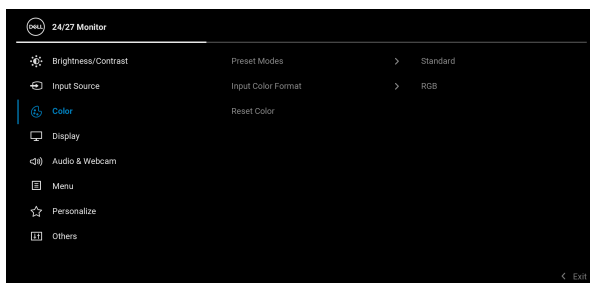 DELL 24/27 Monitor
Brightness/Contrast Preset Modes > Standard
Input Source Input Color Format > RGB
Color Reset Color
Display
Audio & Webcam
Menu
Personalize
Others
< Exit